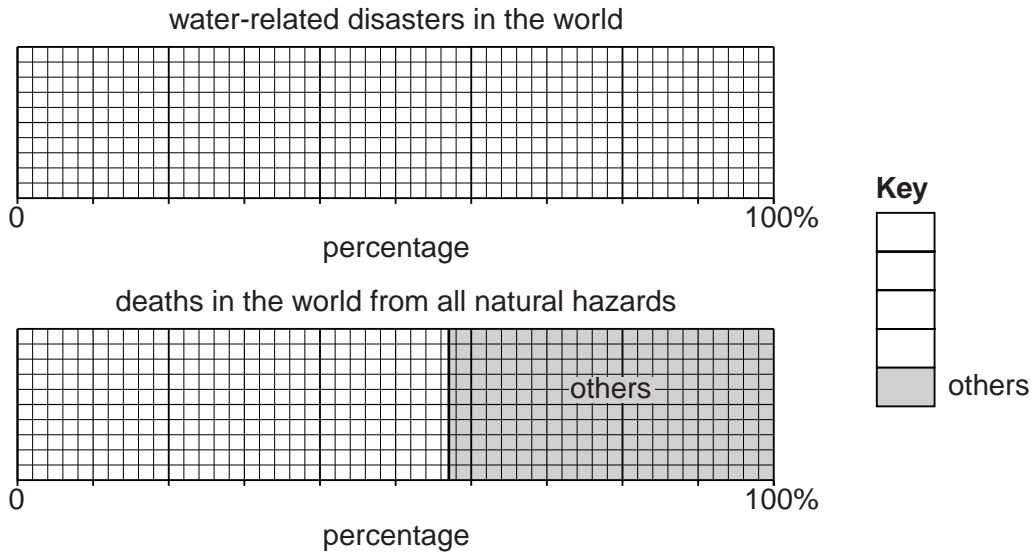 water-related disasters in the world
0
100%
percentage
Key
deaths in the world from all natural hazards
others
others
0
100%
percentage